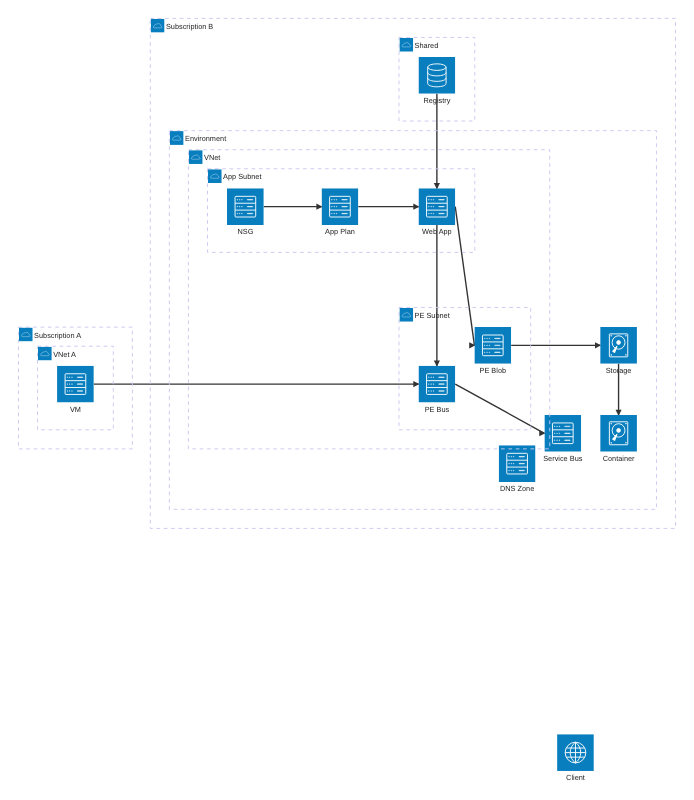 Subscription B
Shared
Registry
Environment
VNet
App Subnet
NSG
App Plan
Web App
PE Subnet
Subscription A
VNet A
VM
PE Bus
PE Blob
Storage
Service Bus
Container
DNS Zone
Client